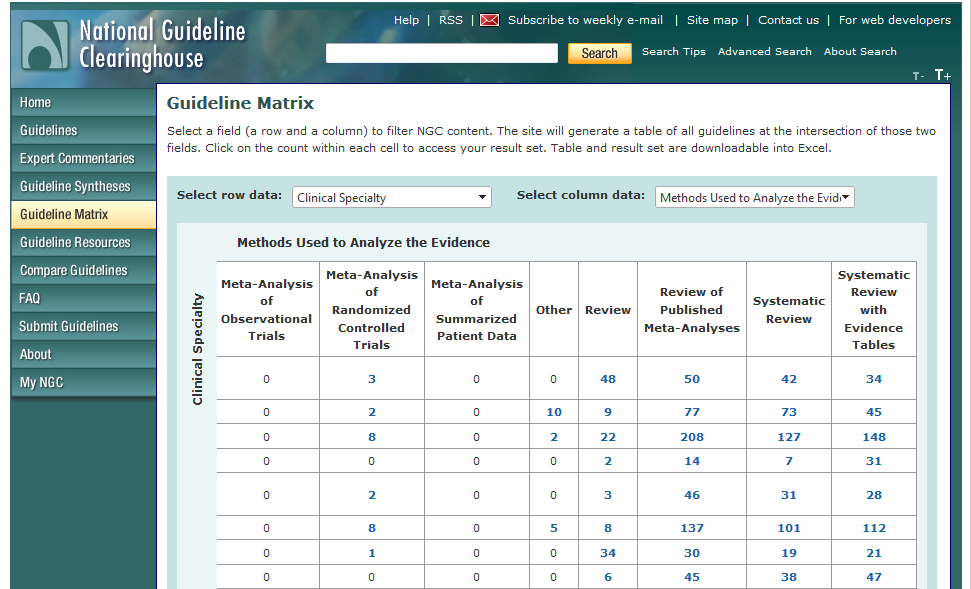 National Guideline
Clearinghouse
Help | RSS | Subscribe to weekly e-mail | Site map | Contact us | For web developers
Search Search Tips Advanced Search About Search
T- T+
Home
Guidelines
Expert Commentaries
Guideline Syntheses
Guideline Matrix
Guideline Resources
Compare Guidelines
FAQ
Submit Guidelines
About
My NGC
Guideline Matrix
Select a field (a row and a column) to filter NGC content. The site will generate a table of all guidelines at the intersection of those two
fields. Click on the count within each cell to access your result set. Table and result set are downloadable into Excel.
Select row data: Clinical Specialty Select column data: Methods Used to Analyze the Evid
Methods Used to Analyze the Evidence
Clinical Specialty
Meta-Analysis
of
Observational
Trials
Meta-Analysis
of
Randomized
Controlled
Trials
Meta-Analysis
of
Summarized
Patient Data
Other
Review
Review of
Published
Meta-Analyses
Systematic
Review
Systematic
Review
with
Evidence
Tables
0 3 0 0 48 50 42 34
0 2 0 10 9 77 73 45
0 8 0 2 22 208 127 148
0 0 0 0 2 14 7 31
0 2 0 0 3 46 31 28
0 8 0 5 8 137 101 112
0 1 0 0 34 30 19 21
0 0 0 0 6 45 38 47